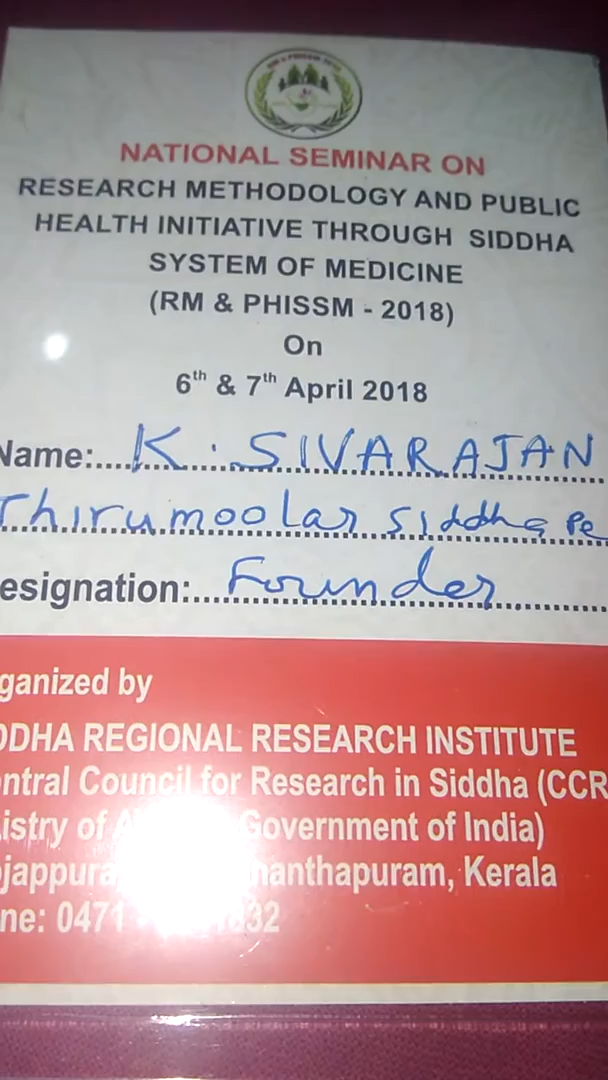 NATIONAL SEMINAR ON
RESEARCH METHODOLOGY AND PUBLIC
HEALTH INITIATIVE THROUGH SIDDHA
SYSTEM OF MEDICINE
(RM & PHISSM - 2018)
On
6th & 7th April 2018
Name:....K. SIVARAJAN
Thirumoolar Siddha Pe
esignation:....Founder
ganized by
DDHA REGIONAL RESEARCH INSTITUTE
ntral Council for Research in Siddha (CCR
istry of Government of India)
jappura nanthapuram, Kerala
ne: 0471